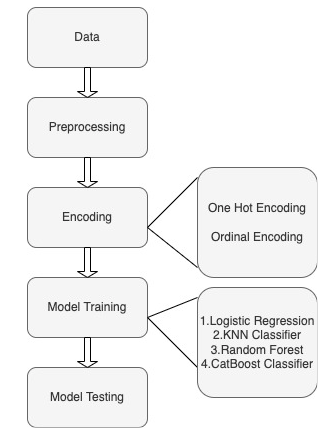 Data
Preprocessing
Encoding
One Hot Encoding
Ordinal Encoding
Model Training
1.Logistic Regression
2.KNN Classifier
3.Random Forest
4.CatBoost Classifier
Model Testing